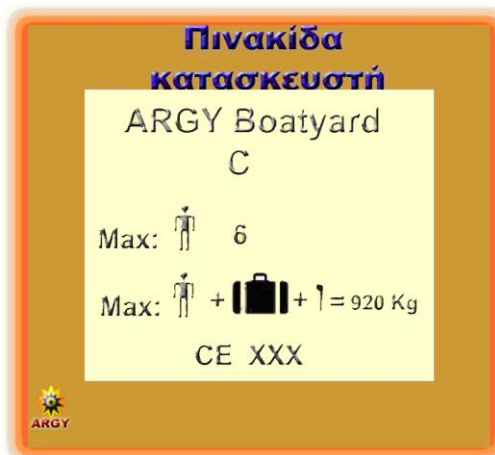 Πινακίδα
κατασκευστή
ARGY Boatyard
C
Max: 6
Max: + + = 920 Kg
CE XXX
ARGY